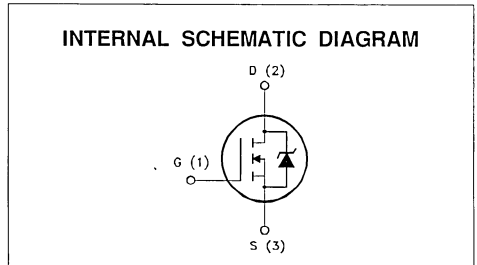 INTERNAL SCHEMATIC DIAGRAM
D (2)
G (1)
S (3)